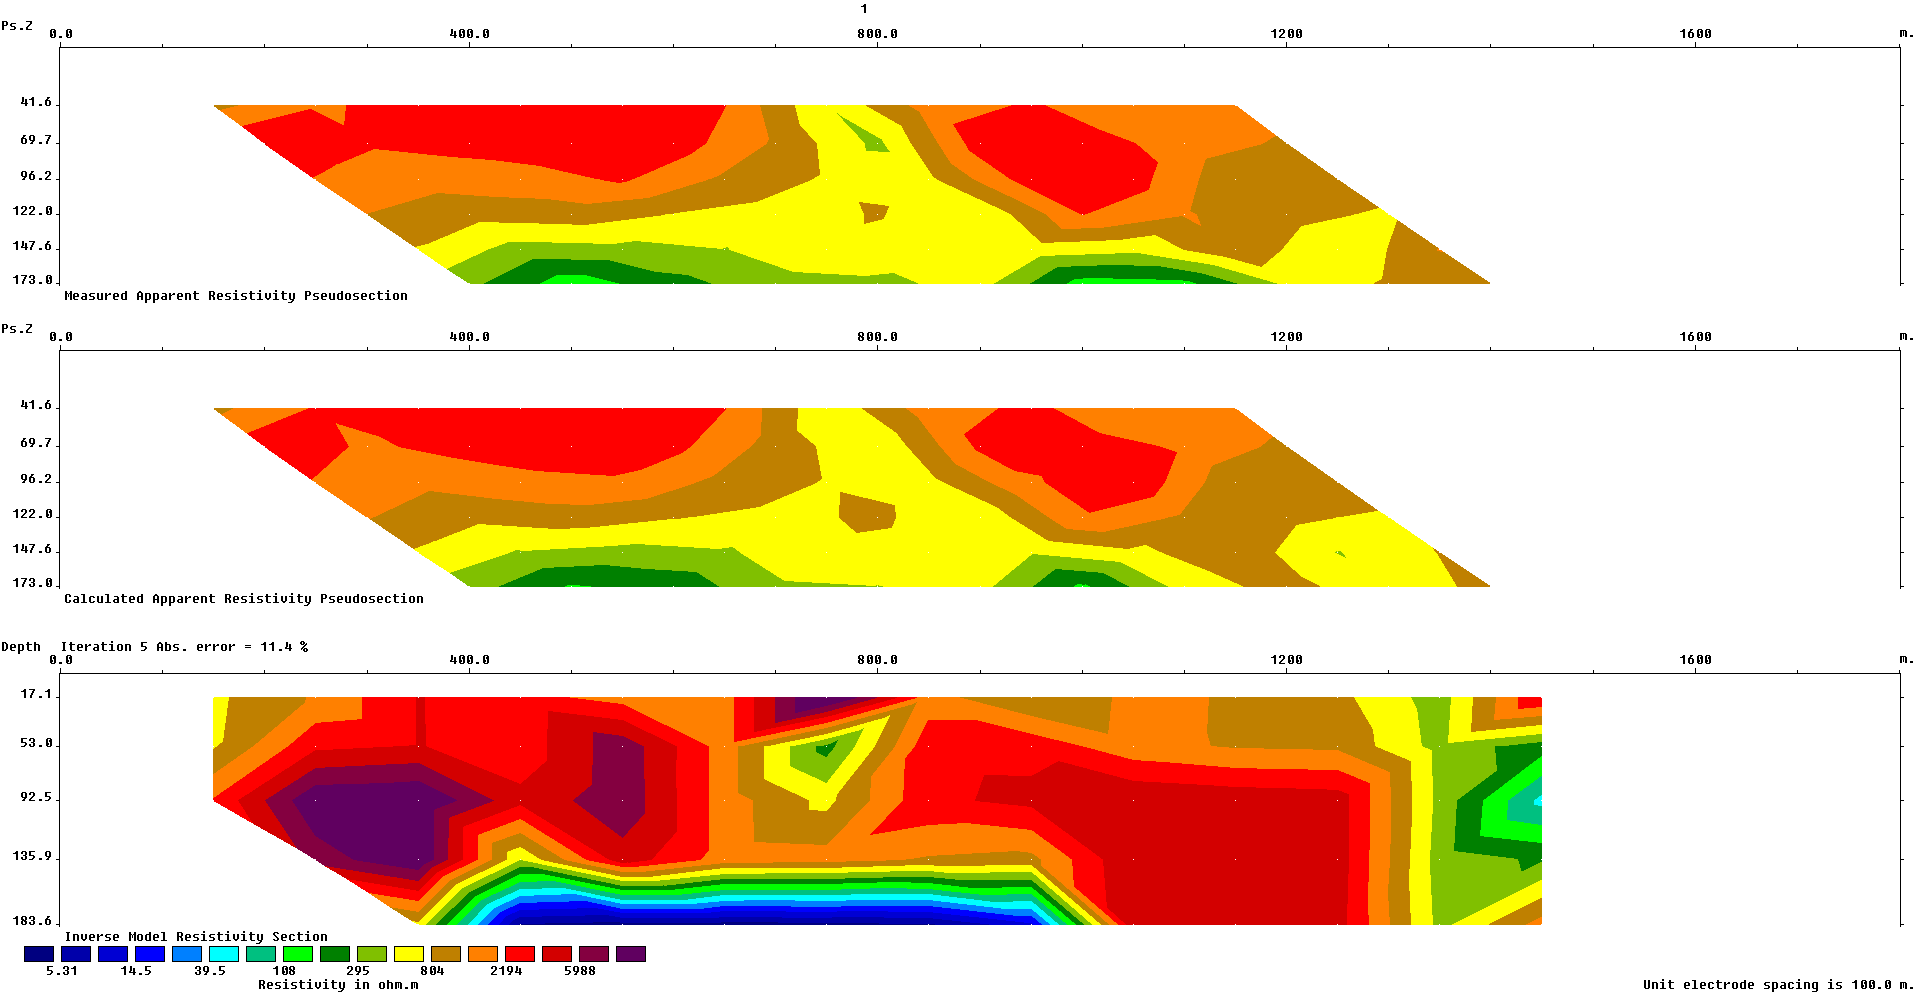 1
Ps.Z 0.0 400.0 800.0 1200 1600 m.
41.6
69.7
96.2
122.0
147.6
173.0
Measured Apparent Resistivity Pseudosection
Ps.Z 0.0 400.0 800.0 1200 1600 m.
41.6
69.7
96.2
122.0
147.6
173.0
Calculated Apparent Resistivity Pseudosection
Depth Iteration 5 Abs. error = 11.4 %
0.0 400.0 800.0 1200 1600 m.
17.1
53.0
92.5
135.9
183.6
Inverse Model Resistivity Section
5.31 14.5 39.5 108 295 804 2194 5988
Resistivity in ohm.m
Unit electrode spacing is 100.0 m.